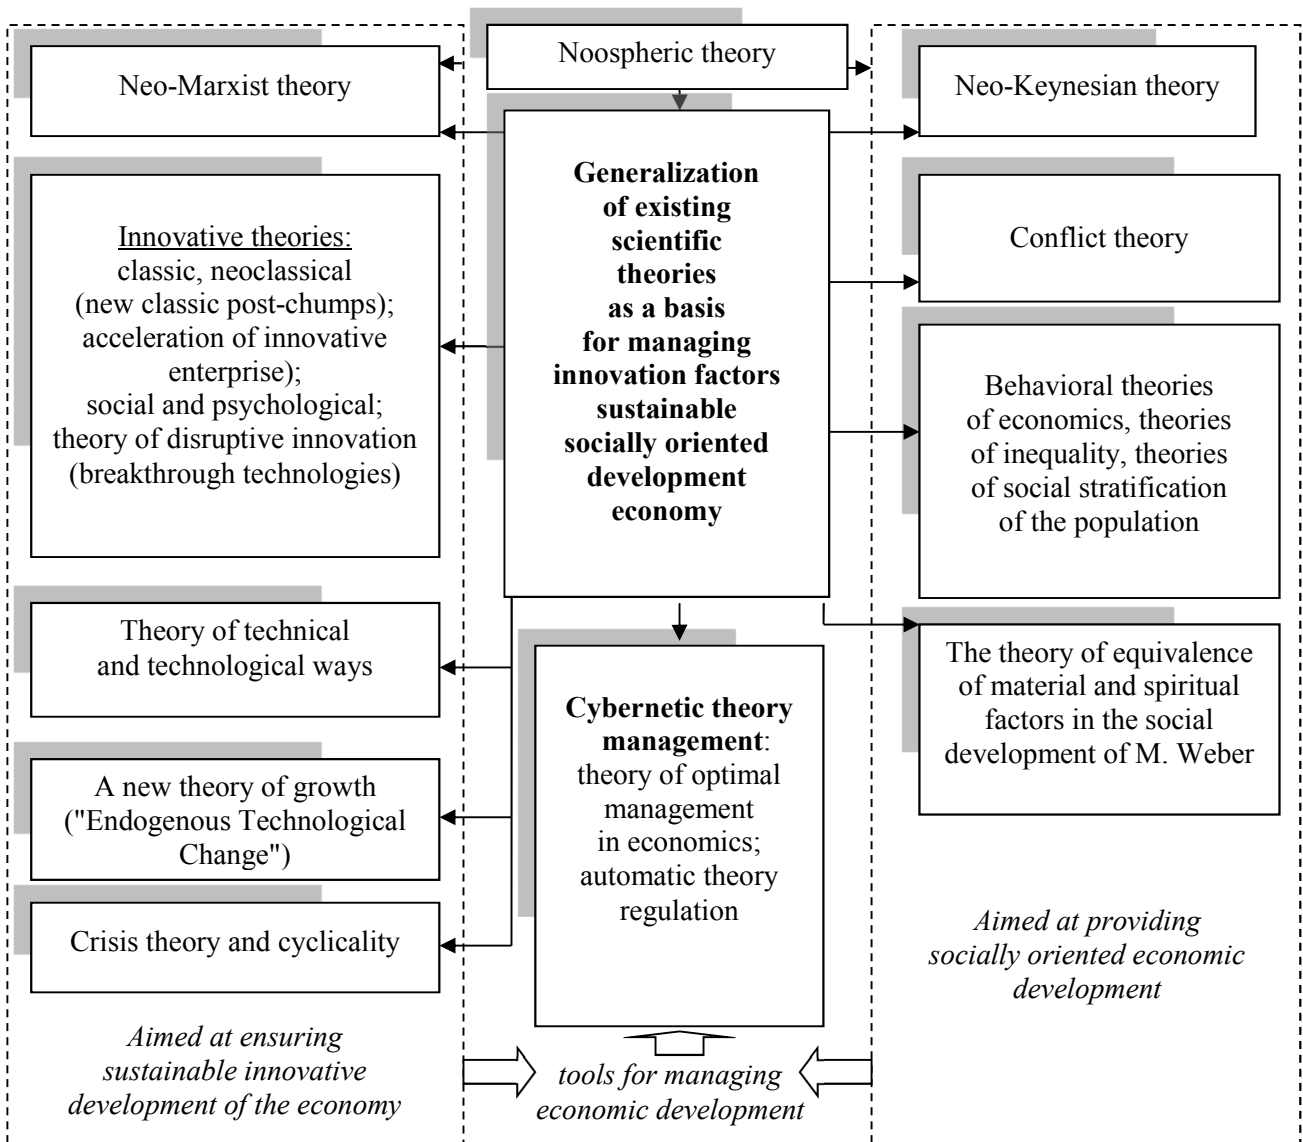 Noospheric theory
Neo-Marxist theory
Innovative theories:
classic, neoclassical
(new classic post-chumps);
acceleration of innovative
enterprise);
social and psychological;
theory of disruptive innovation
(breakthrough technologies)
Theory of technical
and technological ways
A new theory of growth
("Endogenous Technological
Change")
Crisis theory and cyclicality
Aimed at ensuring
sustainable innovative
development of the economy
Generalization
of existing
scientific
theories
as a basis
for managing
innovation factors
sustainable
socially oriented
development
economy
Cybernetic theory
management:
theory of optimal
management
in economics;
automatic theory
regulation
tools for managing
economic development
Neo-Keynesian theory
Conflict theory
Behavioral theories
of economics, theories
of inequality, theories
of social stratification
of the population
The theory of equivalence
of material and spiritual
factors in the social
development of M. Weber
Aimed at providing
socially oriented economic
development